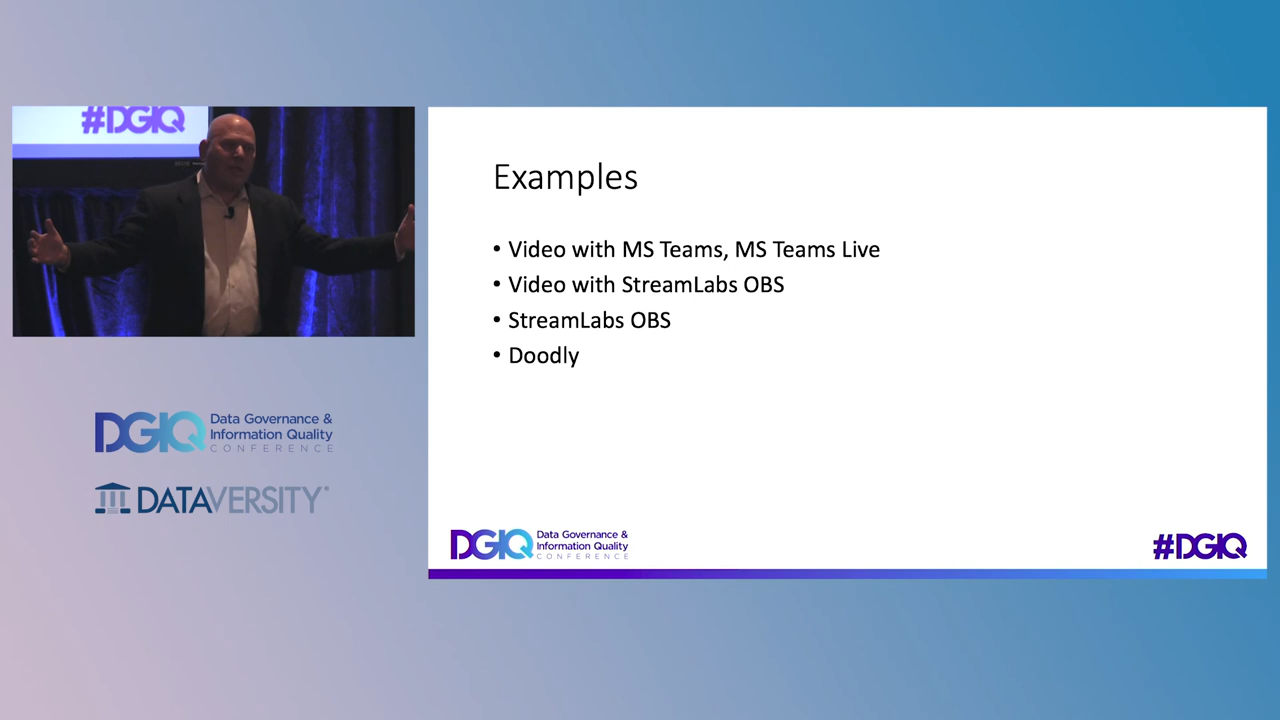 #DGIQ
Examples
• Video with MS Teams, MS Teams Live
• Video with StreamLabs OBS
• StreamLabs OBS
• Doodly
DGIQ Data Governance &
Information Quality
CONFERENCE
DATAVERSITY
DGIQ Data Governance &
Information Quality
CONFERENCE
#DGIQ